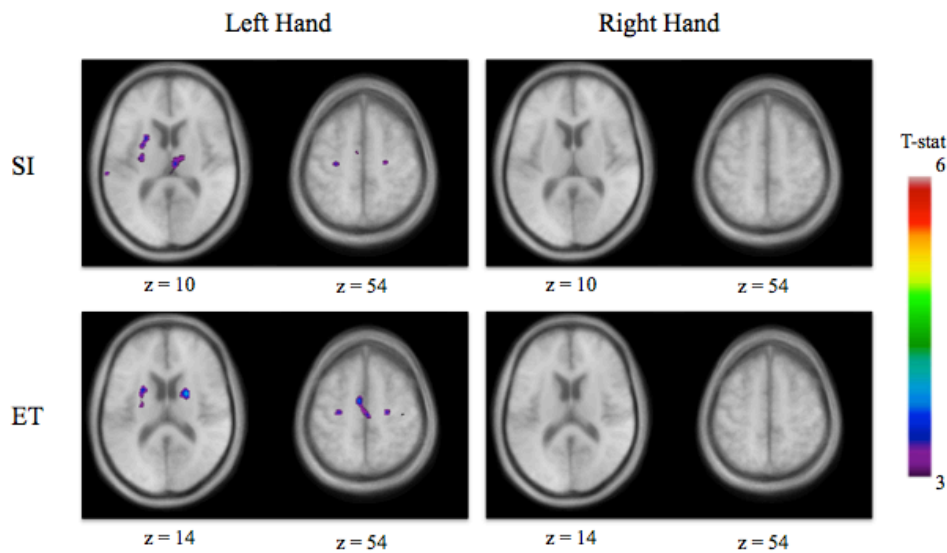 Left Hand Right Hand
SI
T-stat
6
z = 10 z = 54 z = 10 z = 54
ET
3
z = 14 z = 54 z = 14 z = 54